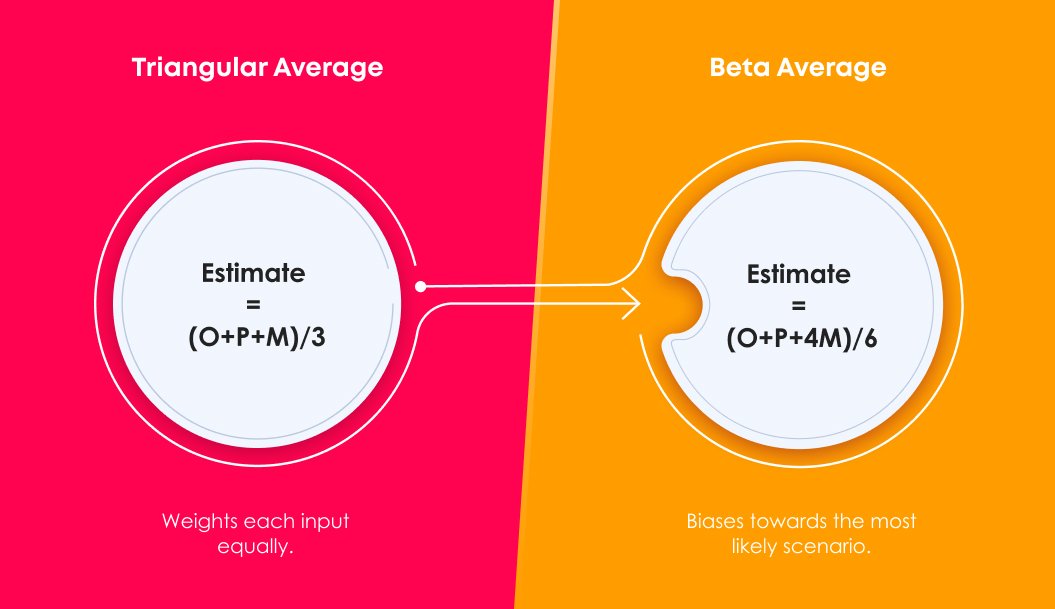 Triangular Average
Estimate
=
(O+P+M)/3
Weights each input
equally.
Beta Average
Estimate
=
(O+P+4M)/6
Biases towards the most
likely scenario.